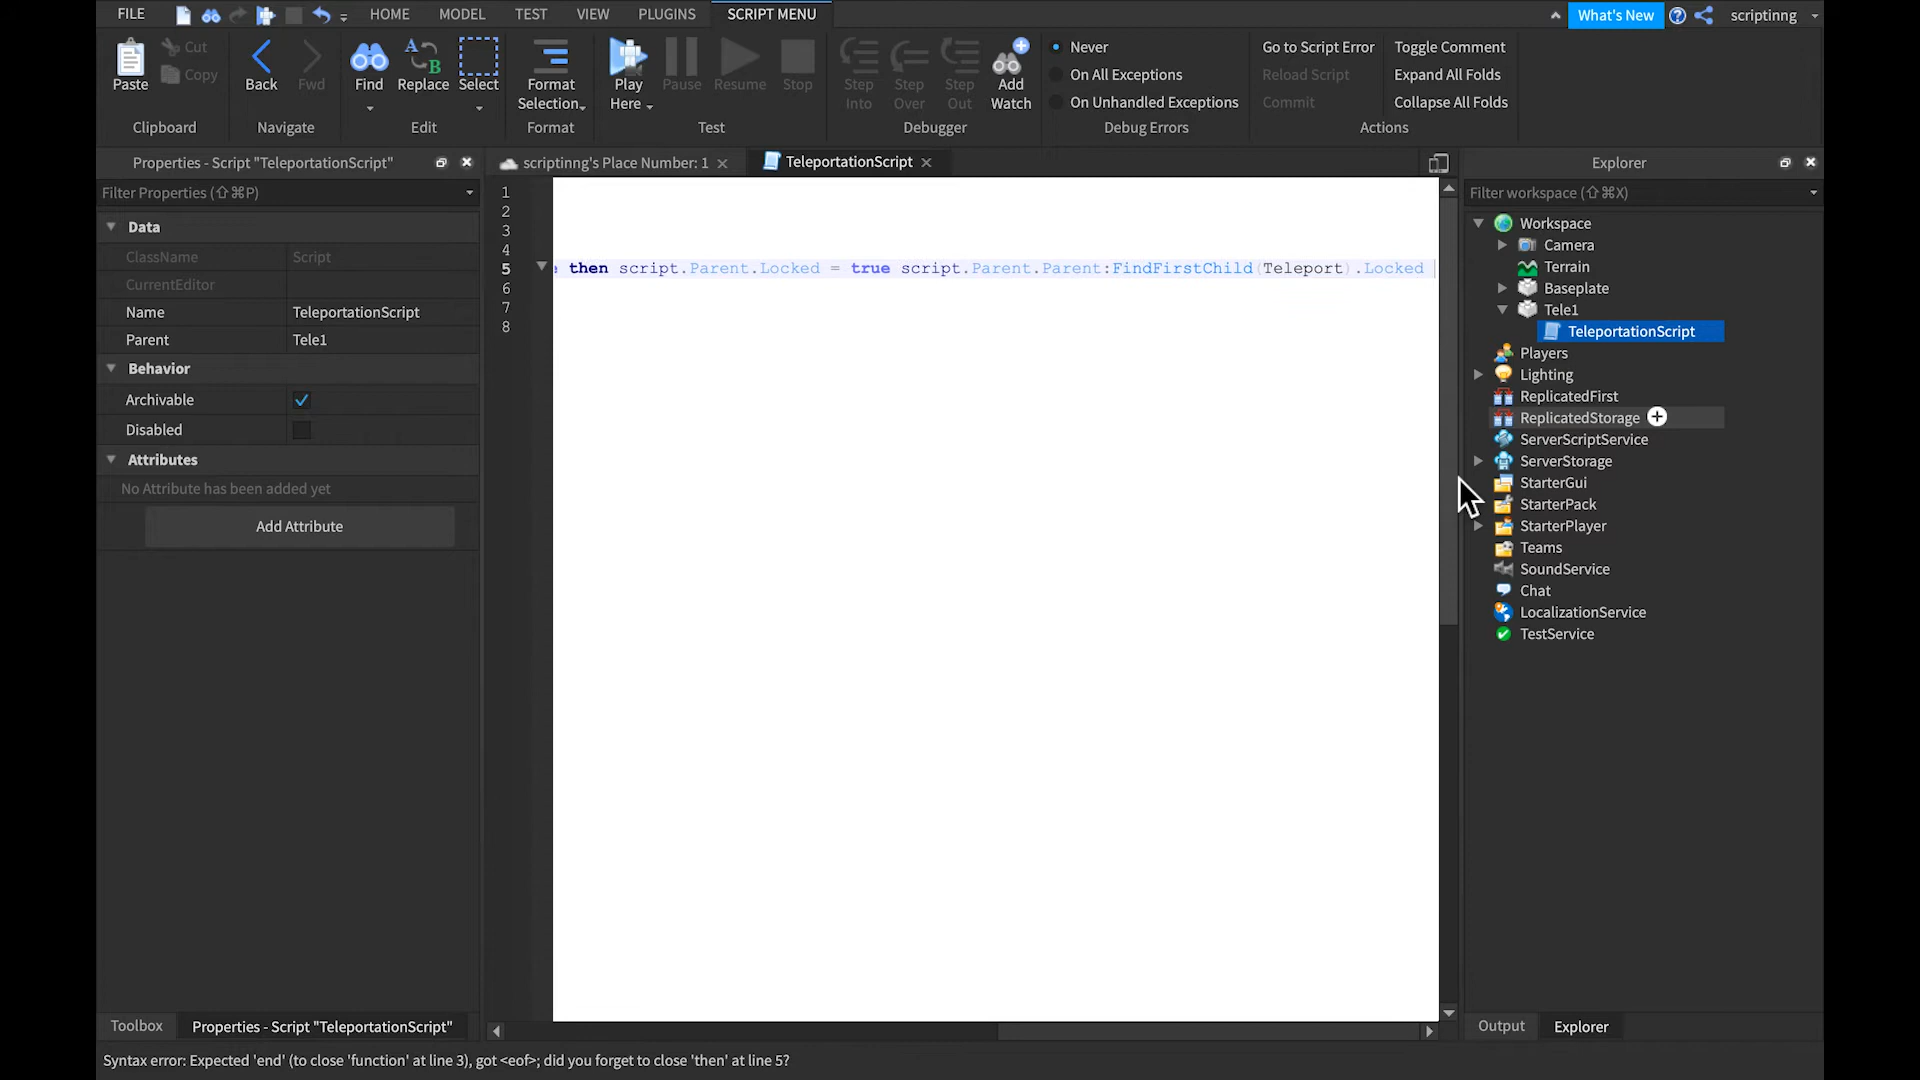 FILE
HOME
MODEL
TEST
VIEW
PLUGINS
SCRIPT MENU
What's New
scriptinng
Paste
Cut
Copy
Clipboard
Back
Fwd
Navigate
Find
Replace
Select
Edit
Format
Selection
Format
Play
Here
Pause
Resume
Stop
Test
Step
Into
Step
Over
Step
Out
Add
Watch
Debugger
Never
On All Exceptions
On Unhandled Exceptions
Debug Errors
Go to Script Error
Reload Script
Commit
Toggle Comment
Expand All Folds
Collapse All Folds
Actions
Properties - Script "TeleportationScript"
Filter Properties (⇧⌘P)
Data
ClassName Script
CurrentEditor
Name TeleportationScript
Parent Tele1
Behavior
Archivable
Disabled
Attributes
No Attribute has been added yet
Add Attribute
Toolbox
Properties - Script "TeleportationScript"
scriptinng's Place Number: 1
TeleportationScript
1
2
3
4
5 then script.Parent.Locked = true script.Parent.Parent:FindFirstChild(Teleport).Locked
6
7
8
Explorer
Filter workspace (⇧⌘X)
Workspace
Camera
Terrain
Baseplate
Tele1
TeleportationScript
Players
Lighting
ReplicatedFirst
ReplicatedStorage
ServerScriptService
ServerStorage
StarterGui
StarterPack
StarterPlayer
Teams
SoundService
Chat
LocalizationService
TestService
Output
Explorer
Syntax error: Expected 'end' (to close 'function' at line 3), got <eof>; did you forget to close 'then' at line 5?